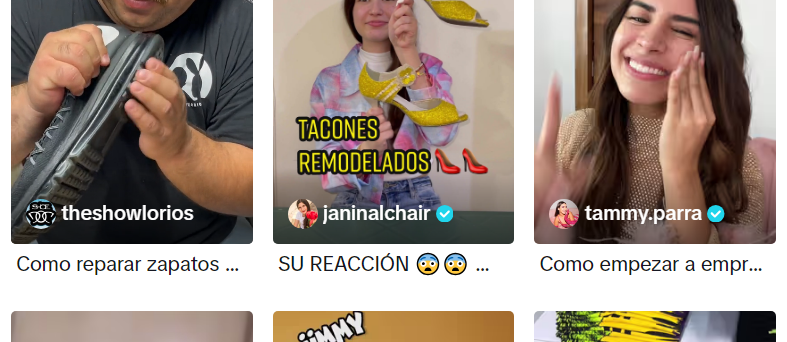 TACONES
REMODELADOS
theshowlorios
janinalchair
tammy.parra
Como reparar zapatos ...
SU REACCIÓN 😨😨 ...
Como empezar a empr...